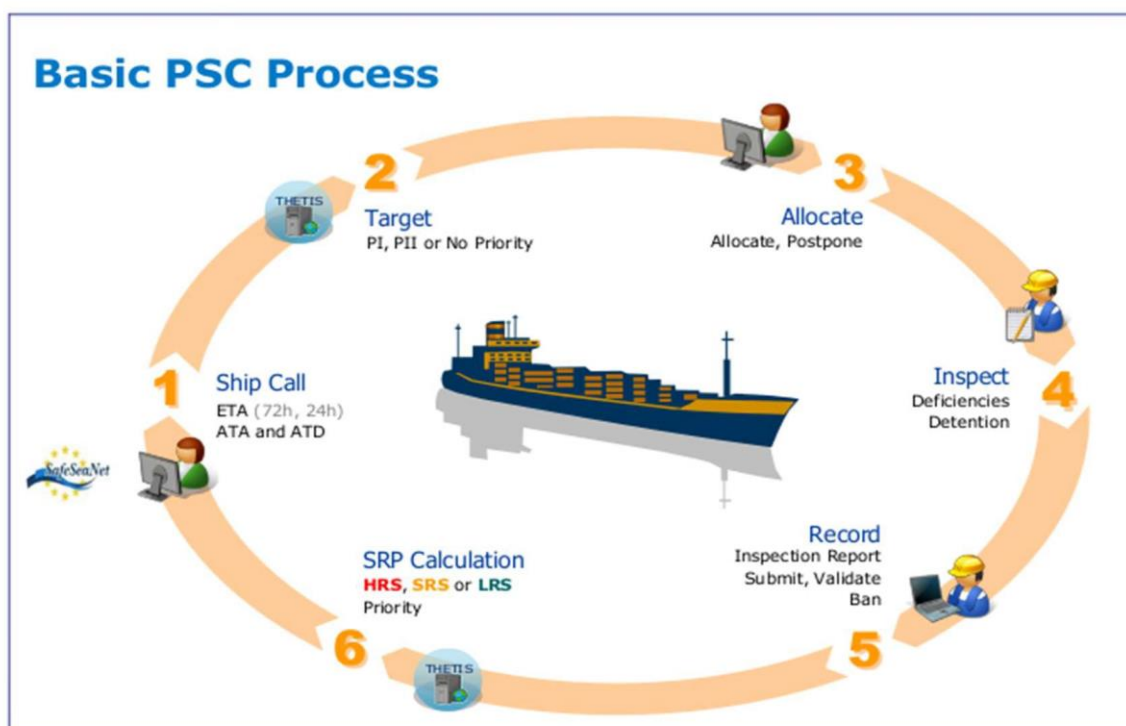 Basic PSC Process
2
THETIS
Target
PI, PII or No Priority
3
Allocate
Allocate, Postpone
1
Ship Call
ETA (72h, 24h)
ATA and ATD
SafeSeaNet
Inspect
4
Deficiencies
Detention
Record
Inspection Report
Submit, Validate
Ban
5
SRP Calculation
HRS, SRS or LRS
Priority
6
THETIS